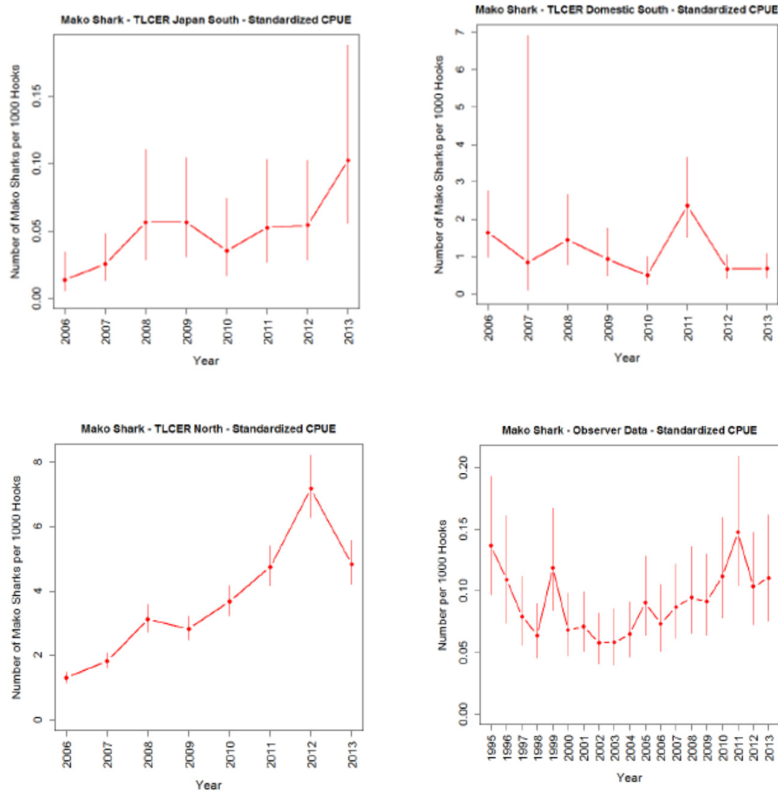 Mako Shark - TLCER Japan South - Standardized CPUE
Number of Mako Sharks per 1000 Hooks
0.15
0.10
0.05
0.00
2006 2007 2008 2009 2010 2011 2012 2013
Year
Mako Shark - TLCER Domestic South - Standardized CPUE
Number of Mako Sharks per 1000 Hooks
7
6
5
4
3
2
1
0
2006 2007 2008 2009 2010 2011 2012 2013
Year
Mako Shark - TLCER North - Standardized CPUE
Number of Mako Sharks per 1000 Hooks
8
6
4
2
0
2006 2007 2008 2009 2010 2011 2012 2013
Year
Mako Shark - Observer Data - Standardized CPUE
Number per 1000 Hooks
0.20
0.15
0.10
0.05
0.00
1995 1996 1997 1998 1999 2000 2001 2002 2003 2004 2005 2006 2007 2008 2009 2010 2011 2012 2013
Year